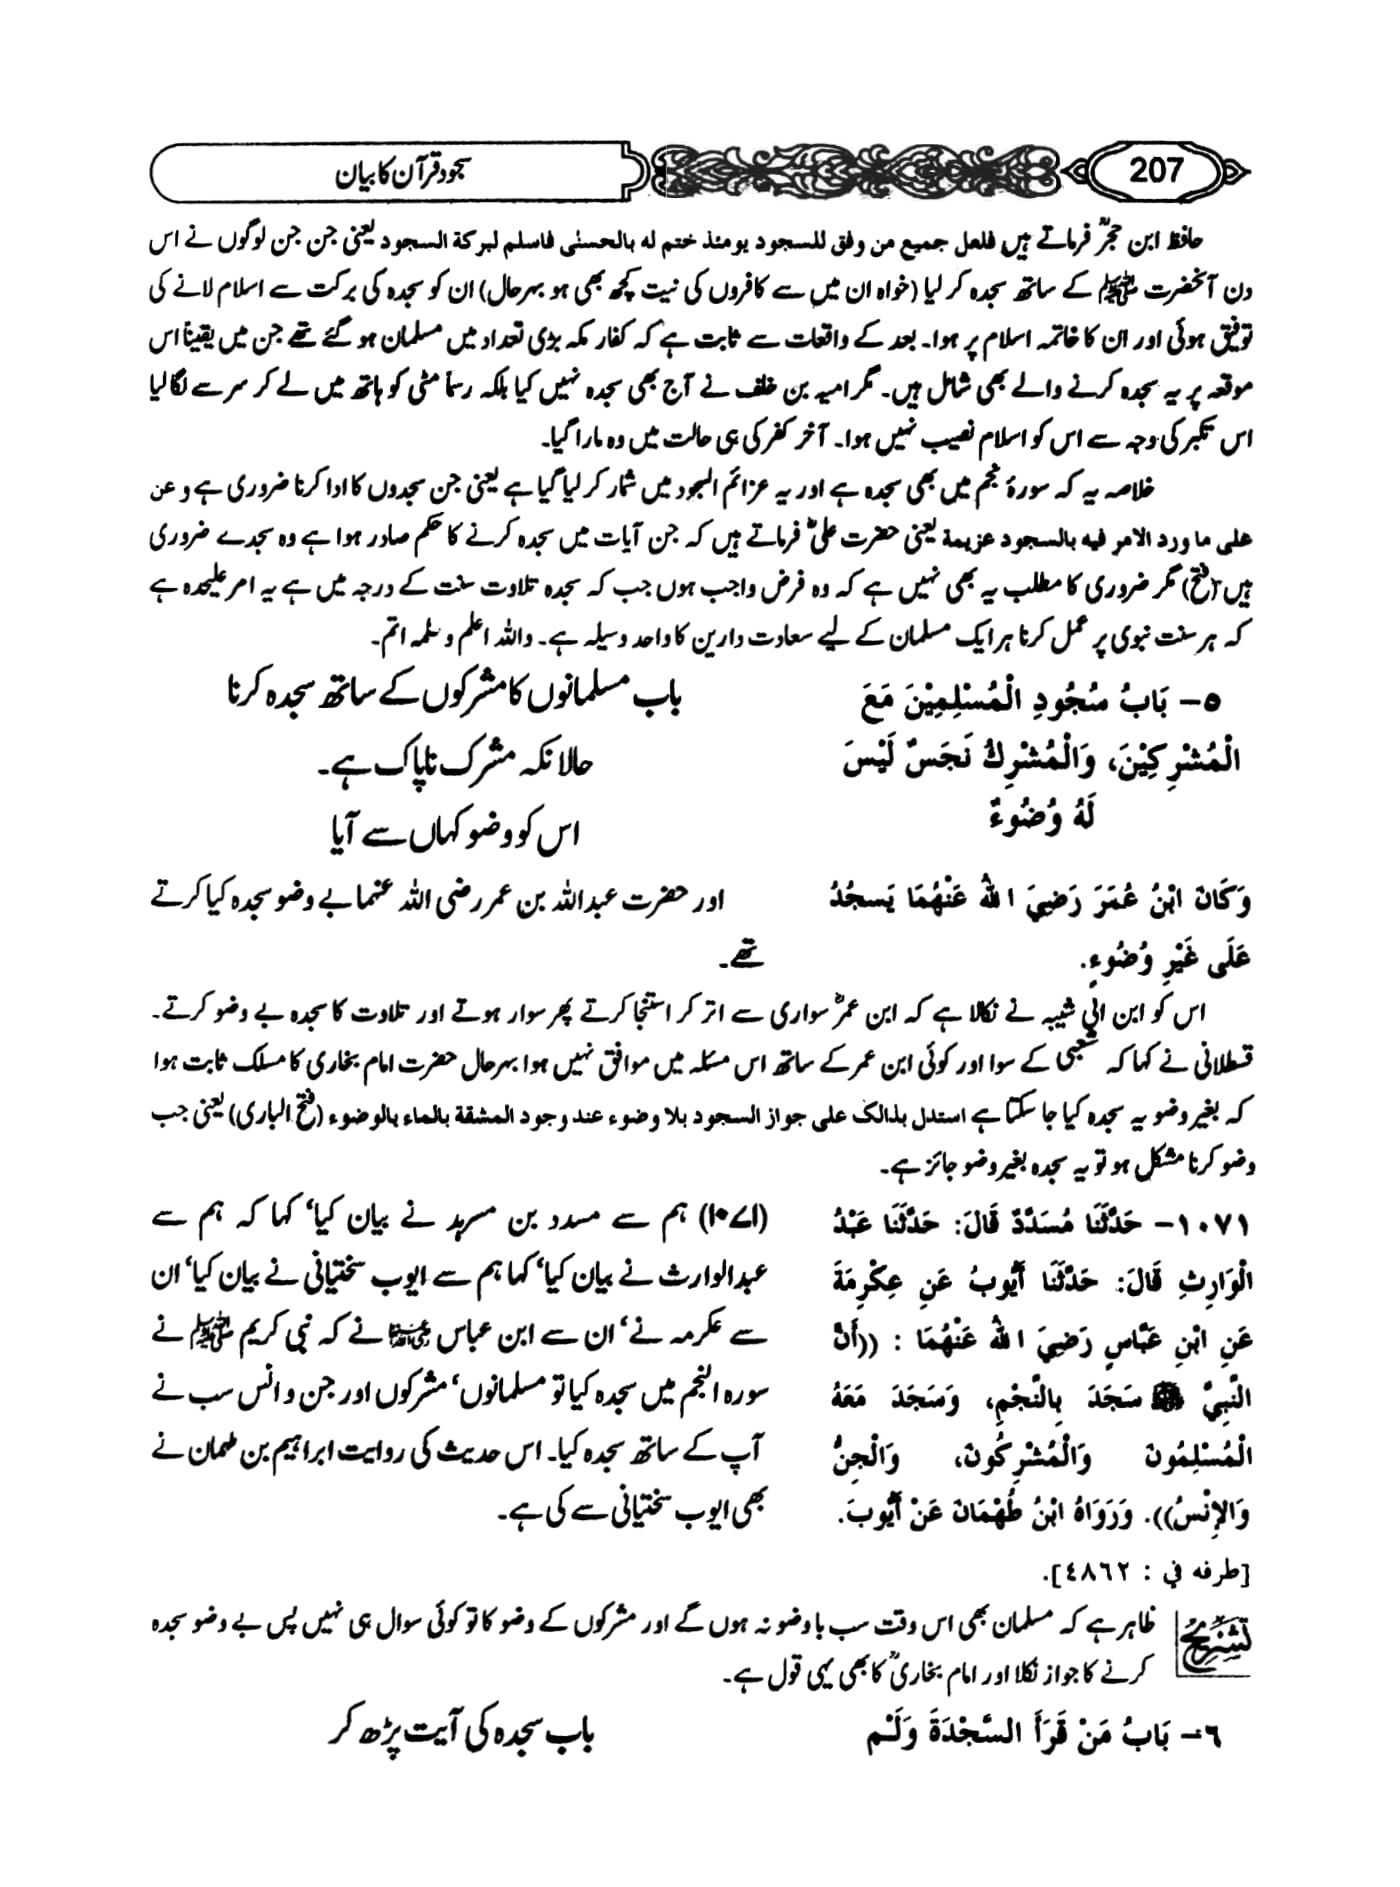 207
سجود قرآن کا بیان
حافظ ابن حجرؒ فرماتے ہیں فلعل جمیع من وفق للسجود یومئذ ختم له بالحسنٰی فاسلم لبرکة السجود یعنی جن جن لوگوں نے اس
دن آنحضرت ﷺ کے ساتھ سجدہ کر لیا (خواہ ان میں سے کافروں کی نیت کچھ بھی ہو بہرحال) ان کو سجدہ کی برکت سے اسلام لانے کی
توفیق ہوئی اور ان کا خاتمہ اسلام پر ہوا۔ بعد کے واقعات سے ثابت ہے کہ کفار مکہ بڑی تعداد میں مسلمان ہو گئے تھے جن میں یقیناً اس
موقعہ پر یہ سجدہ کرنے والے بھی شامل ہیں۔ مگر امیہ بن خلف نے آج بھی سجدہ نہیں کیا بلکہ رسماً مٹی کو ہاتھ میں لے کر سر سے لگا لیا
اس تکبر کی وجہ سے اس کو اسلام نصیب نہیں ہوا۔ آخر کفر کی ہی حالت میں وہ مارا گیا۔
خلاصہ یہ کہ سورۂ نجم میں بھی سجدہ ہے اور یہ عزائم السجود میں شمار کر لیا گیا ہے یعنی جن سجدوں کا ادا کرنا ضروری ہے و عن
علی ما ورد الامر فیه بالسجود عزیمة یعنی حضرت علیؓ فرماتے ہیں کہ جن آیات میں سجدہ کرنے کا حکم صادر ہوا ہے وہ سجدے ضروری
ہیں (فتح) مگر ضروری کا مطلب یہ بھی نہیں ہے کہ وہ فرض واجب ہوں جب کہ سجدہ تلاوت سنت کے درجہ میں ہے یہ امر علیحدہ ہے
کہ ہر سنت نبوی پر عمل کرنا ہر ایک مسلمان کے لیے سعادت دارین کا واحد وسیلہ ہے۔ واللہ اعلم و علمہ اتم۔
٥- بَابُ سُجُودِ الْمُسْلِمِيْنَ مَعَ
الْمُشْرِكِيْنَ، وَالْمُشْرِكُ نَجَسٌ لَيْسَ
لَهُ وُضُوءٌ
باب مسلمانوں کا مشرکوں کے ساتھ سجدہ کرنا
حالانکہ مشرک ناپاک ہے۔
اس کو وضو کہاں سے آیا
وَكَانَ ابْنُ عُمَرَ رَضِيَ اللهُ عَنْهُمَا يَسجُدُ
عَلَى غَيْرِ وُضُوءٍ.
اور حضرت عبداللہ بن عمر رضی اللہ عنہما بے وضو سجدہ کیا کرتے
تھے۔
اس کو ابن ابی شیبہ نے نکالا ہے کہ ابن عمرؓ سواری سے اتر کر استنجا کرتے پھر سوار ہوتے اور تلاوت کا سجدہ بے وضو کرتے۔
قسطلانی نے کہا کہ شعبی کے سوا اور کوئی ابن عمر کے ساتھ اس مسئلہ میں موافق نہیں ہوا بہرحال حضرت امام بخاری کا مسلک ثابت ہوا
کہ بغیر وضو یہ سجدہ کیا جا سکتا ہے استدل بذالک علی جواز السجود بلا وضوء عند وجود المشقة بالماء بالوضوء (فتح الباری) یعنی جب
وضو کرنا مشکل ہو تو یہ سجدہ بغیر وضو جائز ہے۔
١٠٧١- حَدَّثَنَا مُسَدَّدٌ قَالَ: حَدَّثَنَا عَبْدُ
الْوَارِثِ قَالَ: حَدَّثَنَا أَيُّوبُ عَنِ عِكْرِمَةَ
عَنِ ابْنِ عَبَّاسٍ رَضِيَ اللهُ عَنْهُمَا : ((أَنَّ
النَّبِيَّ ﷺ سَجَدَ بِالنَّجْمِ، وَسَجَدَ مَعَهُ
الْمُسْلِمُونَ وَالْمُشْرِكُونَ، وَالْجِنُّ
وَالإِنْسُ)). وَرَوَاهُ ابْنُ طُهْمَانَ عَنْ أَيُّوبَ.
[طرفه في : ٤٨٦٢].
(۱۰۷۱) ہم سے مسدد بن مسرہد نے بیان کیا‘ کہا کہ ہم سے
عبدالوارث نے بیان کیا‘ کہا ہم سے ایوب سختیانی نے بیان کیا‘ ان
سے عکرمہ نے‘ ان سے ابن عباس رضی اللہ عنہما نے کہ نبی کریم ﷺ نے
سورہ النجم میں سجدہ کیا تو مسلمانوں‘ مشرکوں اور جن و انس سب نے
آپ کے ساتھ سجدہ کیا۔ اس حدیث کی روایت ابراہیم بن طہمان نے
بھی ایوب سختیانی سے کی ہے۔
تشریح ظاہر ہے کہ مسلمان بھی اس وقت سب باوضو نہ ہوں گے اور مشرکوں کے وضو کا تو کوئی سوال ہی نہیں پس بے وضو سجدہ
کرنے کا جواز نکلا اور امام بخاریؒ کا بھی یہی قول ہے۔
٦- بَابُ مَنْ قَرَأَ السَّجْدَةَ وَلَمْ
باب سجدہ کی آیت پڑھ کر